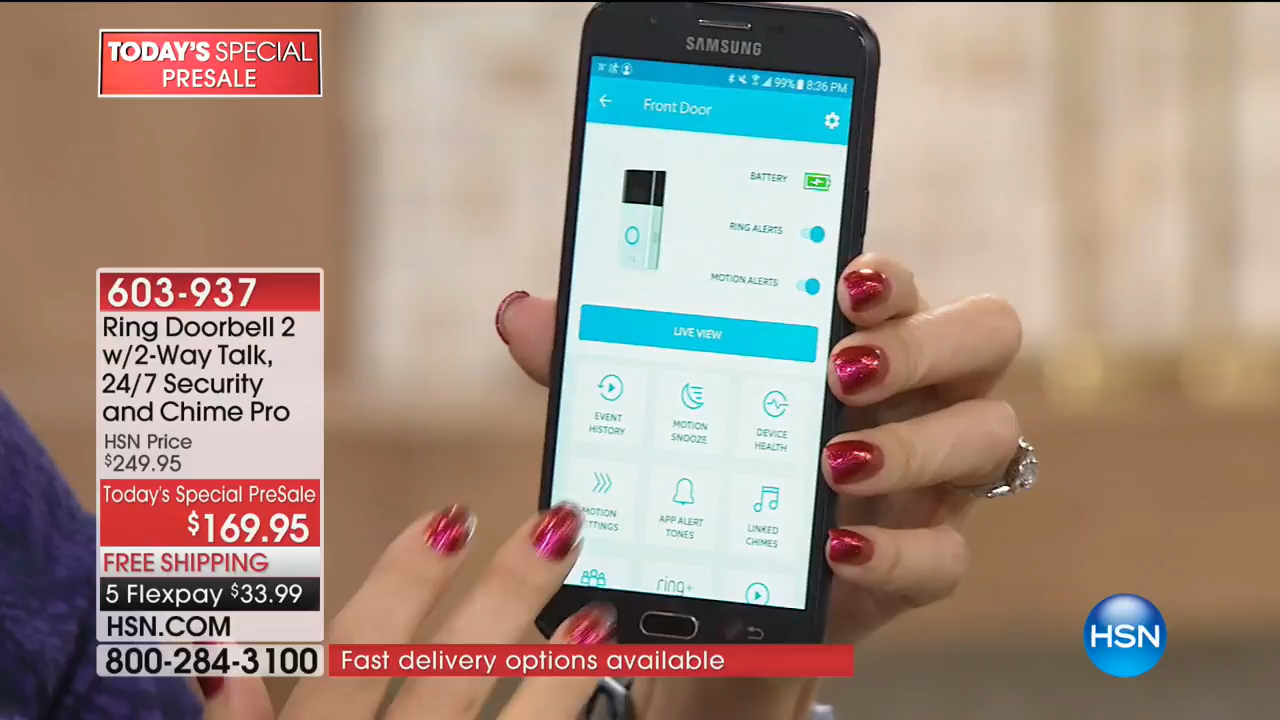 TODAY'S SPECIAL
PRESALE
603-937
Ring Doorbell 2
w/2-Way Talk,
24/7 Security
and Chime Pro
HSN Price
$249.95
Today's Special PreSale
$169.95
FREE SHIPPING
5 Flexpay $33.99
HSN.COM
800-284-3100
Fast delivery options available
HSN
SAMSUNG
99% 8:36 PM
Front Door
BATTERY
RING ALERTS
MOTION ALERTS
LIVE VIEW
EVENT
HISTORY
MOTION
SNOOZE
DEVICE
HEALTH
MOTION
APP ALERT
TONES
LINKED
CHIMES
ring+